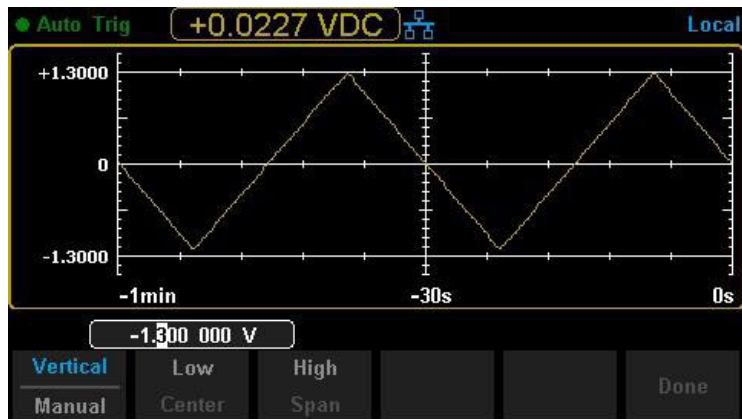 Auto Trig +0.0227 VDC Local
+1.3000
0
-1.3000
-1min -30s 0s
-1.300 000 V
Vertical Low High
Manual Center Span Done